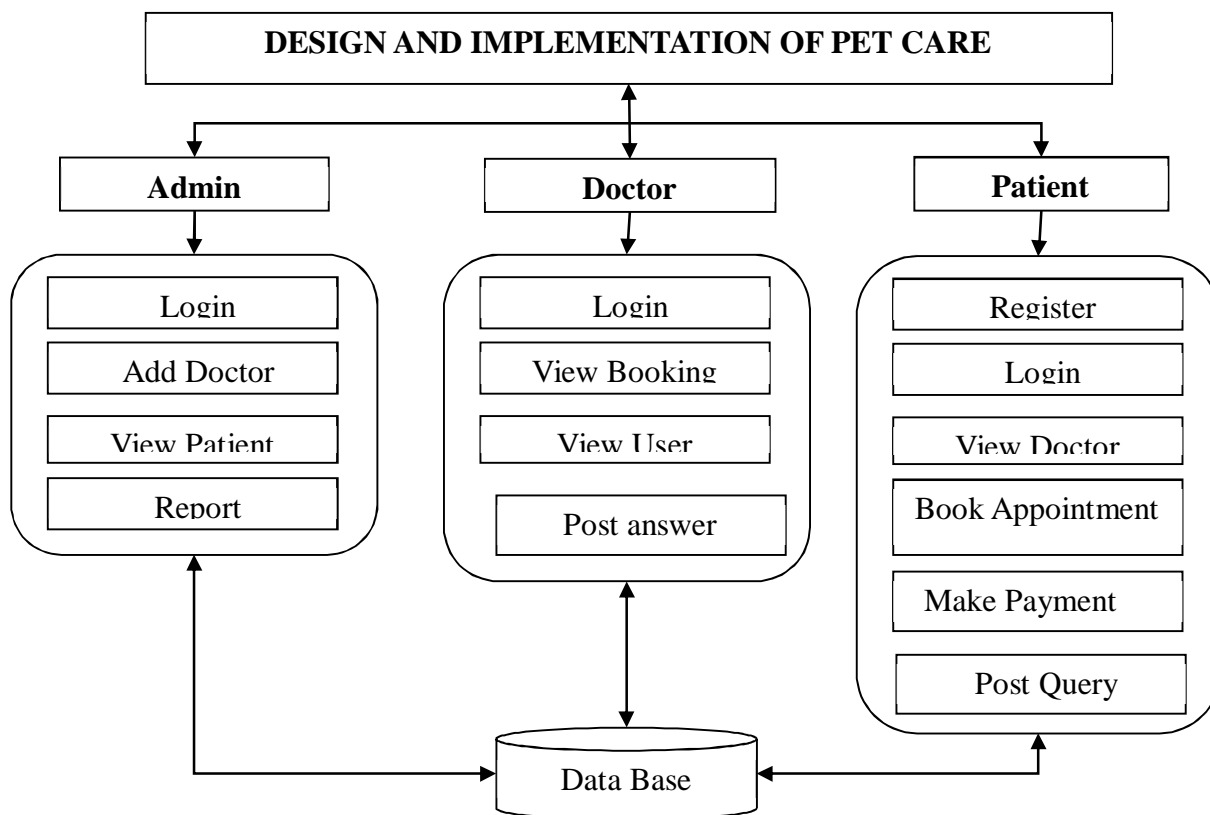 DESIGN AND IMPLEMENTATION OF PET CARE
Admin
Doctor
Patient
Login
Add Doctor
View Patient
Report
Login
View Booking
View User
Post answer
Register
Login
View Doctor
Book Appointment
Make Payment
Post Query
Data Base